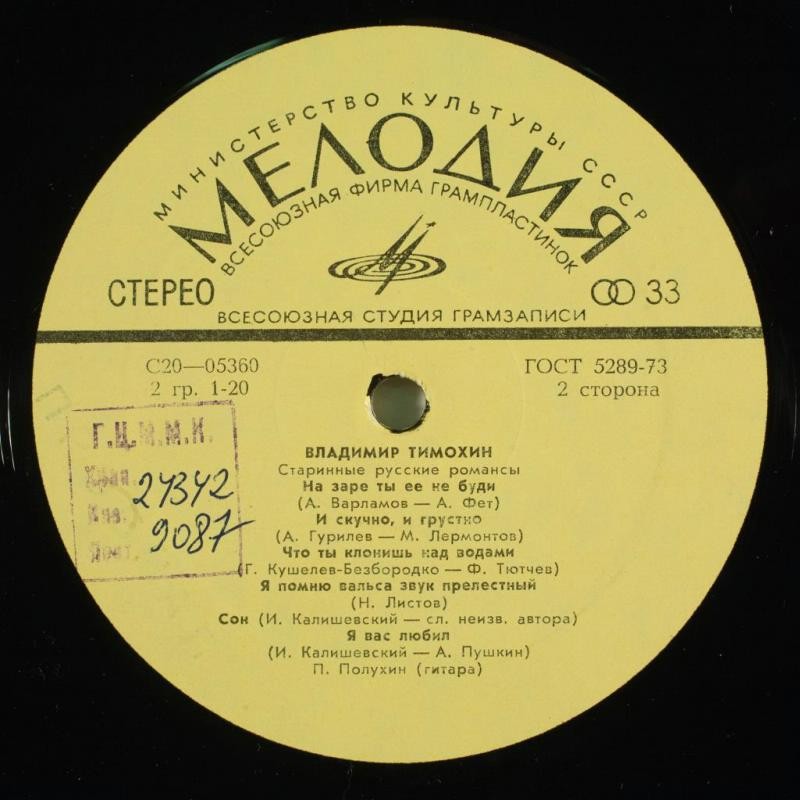 МИНИСТЕРСТВО КУЛЬТУРЫ СССР
МЕЛОДИЯ
ВСЕСОЮЗНАЯ ФИРМА ГРАМПЛАСТИНОК
СТЕРЕО
33
ВСЕСОЮЗНАЯ СТУДИЯ ГРАМЗАПИСИ
С20—05360
ГОСТ 5289-73
2 гр. 1-20
2 сторона
Г.Ц.М.М.К.
24342
9087
ВЛАДИМИР ТИМОХИН
Старинные русские романсы
На заре ты ее не буди
(А. Варламов — А. Фет)
И скучно, и грустно
(А. Гурилев — М. Лермонтов)
Что ты клонишь над водами
(Г. Кушелев-Безбородко — Ф. Тютчев)
Я помню вальса звук прелестный
(Н. Листов)
Сон (И. Калишевский — сл. неизв. автора)
Я вас любил
(И. Калишевский — А. Пушкин)
П. Полухин (гитара)